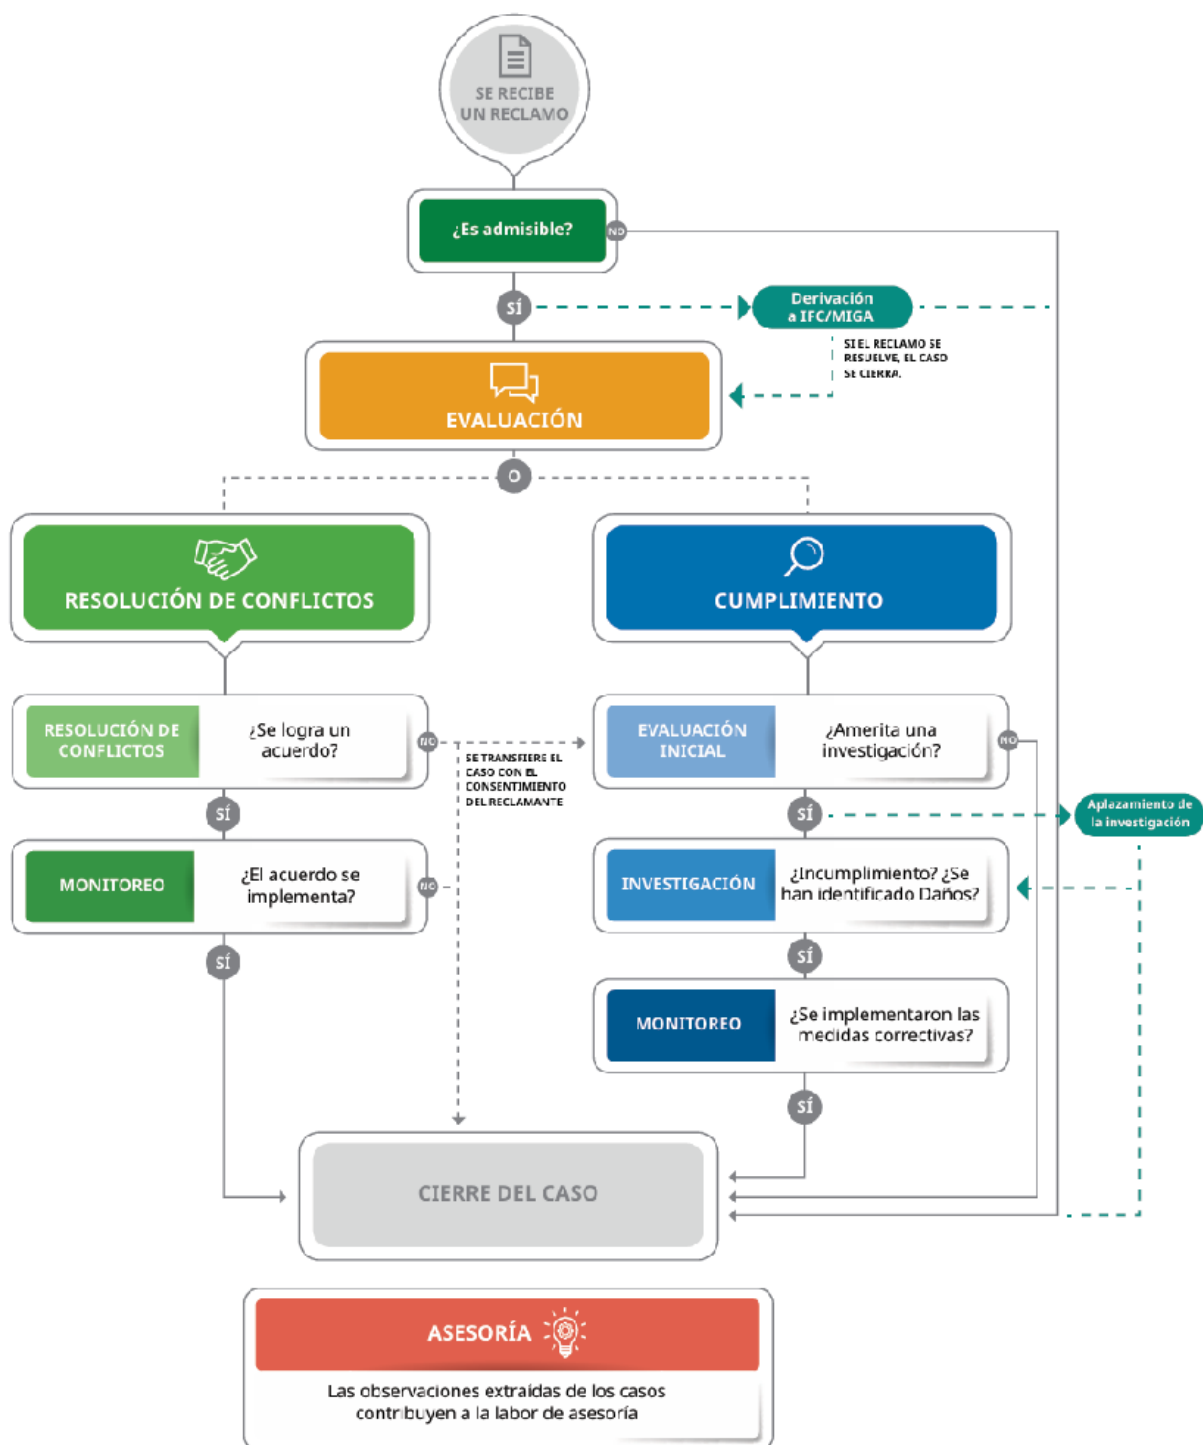 SE RECIBE
UN RECLAMO
¿Es admisible?
NO
SÍ
Derivación
a IFC/MIGA
SI EL RECLAMO SE
RESUELVE, EL CASO
SE CIERRA.
EVALUACIÓN
O
RESOLUCIÓN DE CONFLICTOS
CUMPLIMIENTO
RESOLUCIÓN DE
CONFLICTOS
¿Se logra un
acuerdo?
NO
SE TRANSFIERE EL
CASO CON EL
CONSENTIMIENTO
DEL RECLAMANTE
EVALUACIÓN
INICIAL
¿Amerita una
investigación?
NO
SÍ
SÍ
Aplazamiento de
la investigación
MONITOREO
¿El acuerdo se
implementa?
NO
INVESTIGACIÓN
¿Incumplimiento? ¿Se
han identificado Daños?
SÍ
SÍ
MONITOREO
¿Se implementaron las
medidas correctivas?
SÍ
CIERRE DEL CASO
ASESORÍA
Las observaciones extraídas de los casos
contribuyen a la labor de asesoría